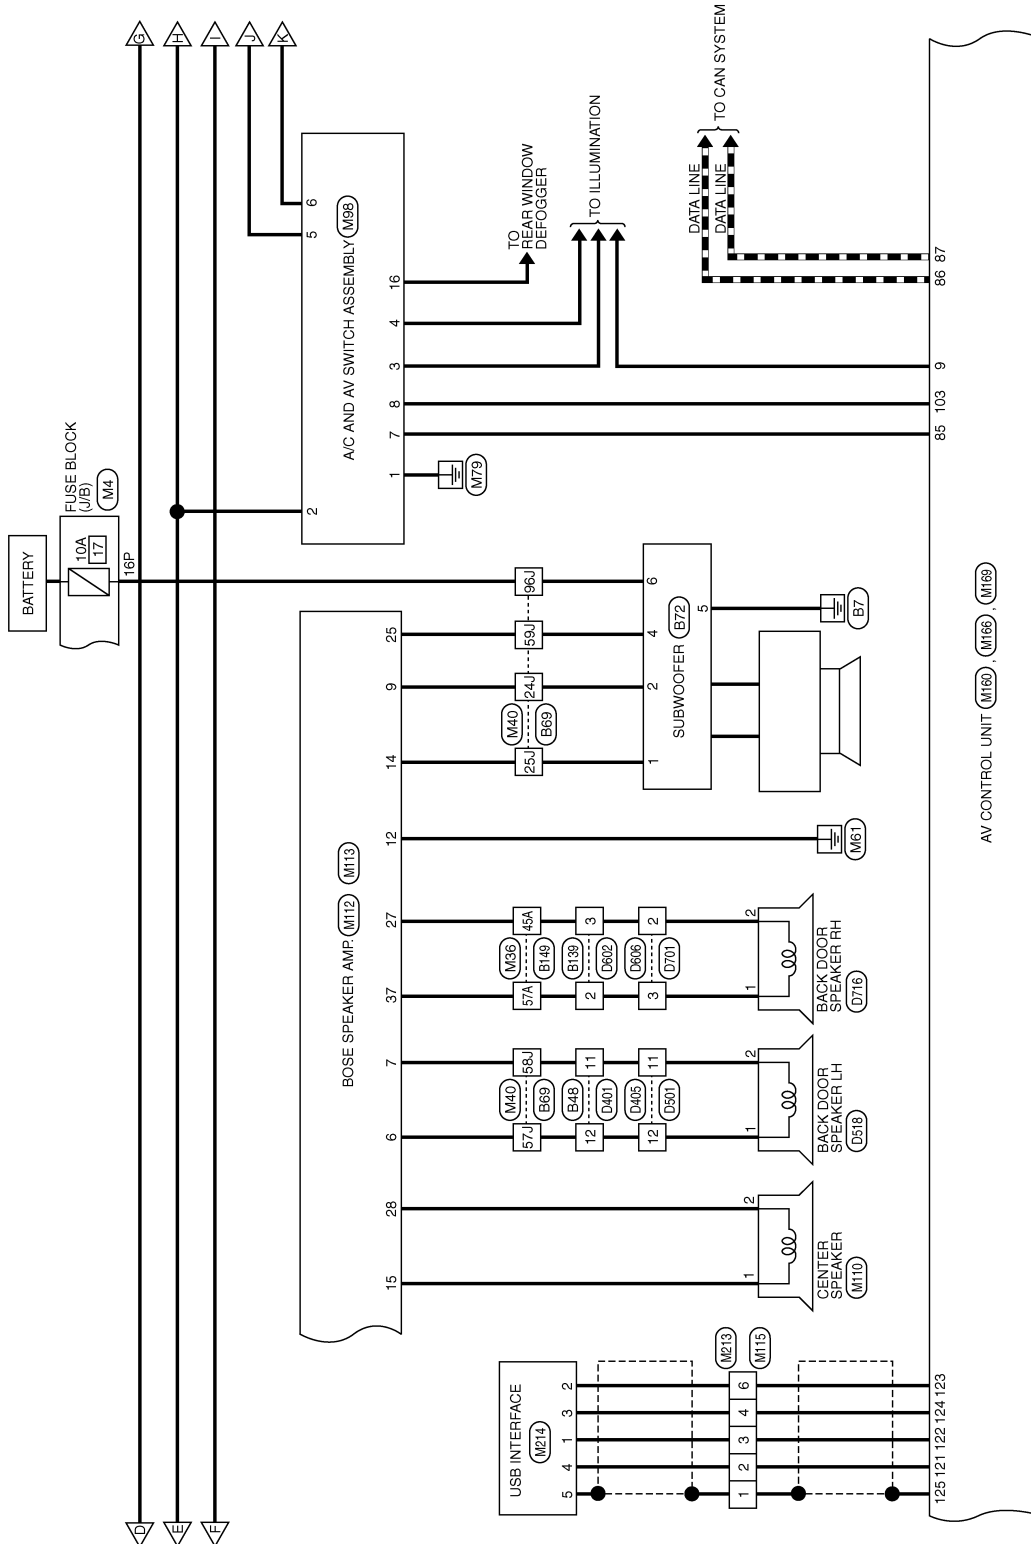 G
H
I
J
K
BATTERY
FUSE BLOCK
(J/B)
M4
10A
17
16P
2
5
6
A/C AND AV SWITCH ASSEMBLY
M98
1
7
8
3
4
16
M79
TO
REAR WINDOW
DEFOGGER
TO ILLUMINATION
DATA LINE
DATA LINE
TO CAN SYSTEM
BOSE SPEAKER AMP.
M112
M113
15
28
6
7
37
27
12
14
9
25
57J
58J
M40
B69
57A
45A
M36
B149
25J
24J
59J
96J
M40
B69
12
11
B48
D401
2
3
B139
D602
12
11
D405
D501
3
2
D606
D701
1
2
CENTER
SPEAKER
M110
1
2
BACK DOOR
SPEAKER LH
D518
1
2
BACK DOOR
SPEAKER RH
D716
M61
1
2
4
6
SUBWOOFER
B72
5
B7
USB INTERFACE
M214
5
4
1
3
2
1
2
3
4
6
M213
M115
125
121
122
124
123
85
103
9
86
87
AV CONTROL UNIT
M160
,
M166
,
M169
D
E
F